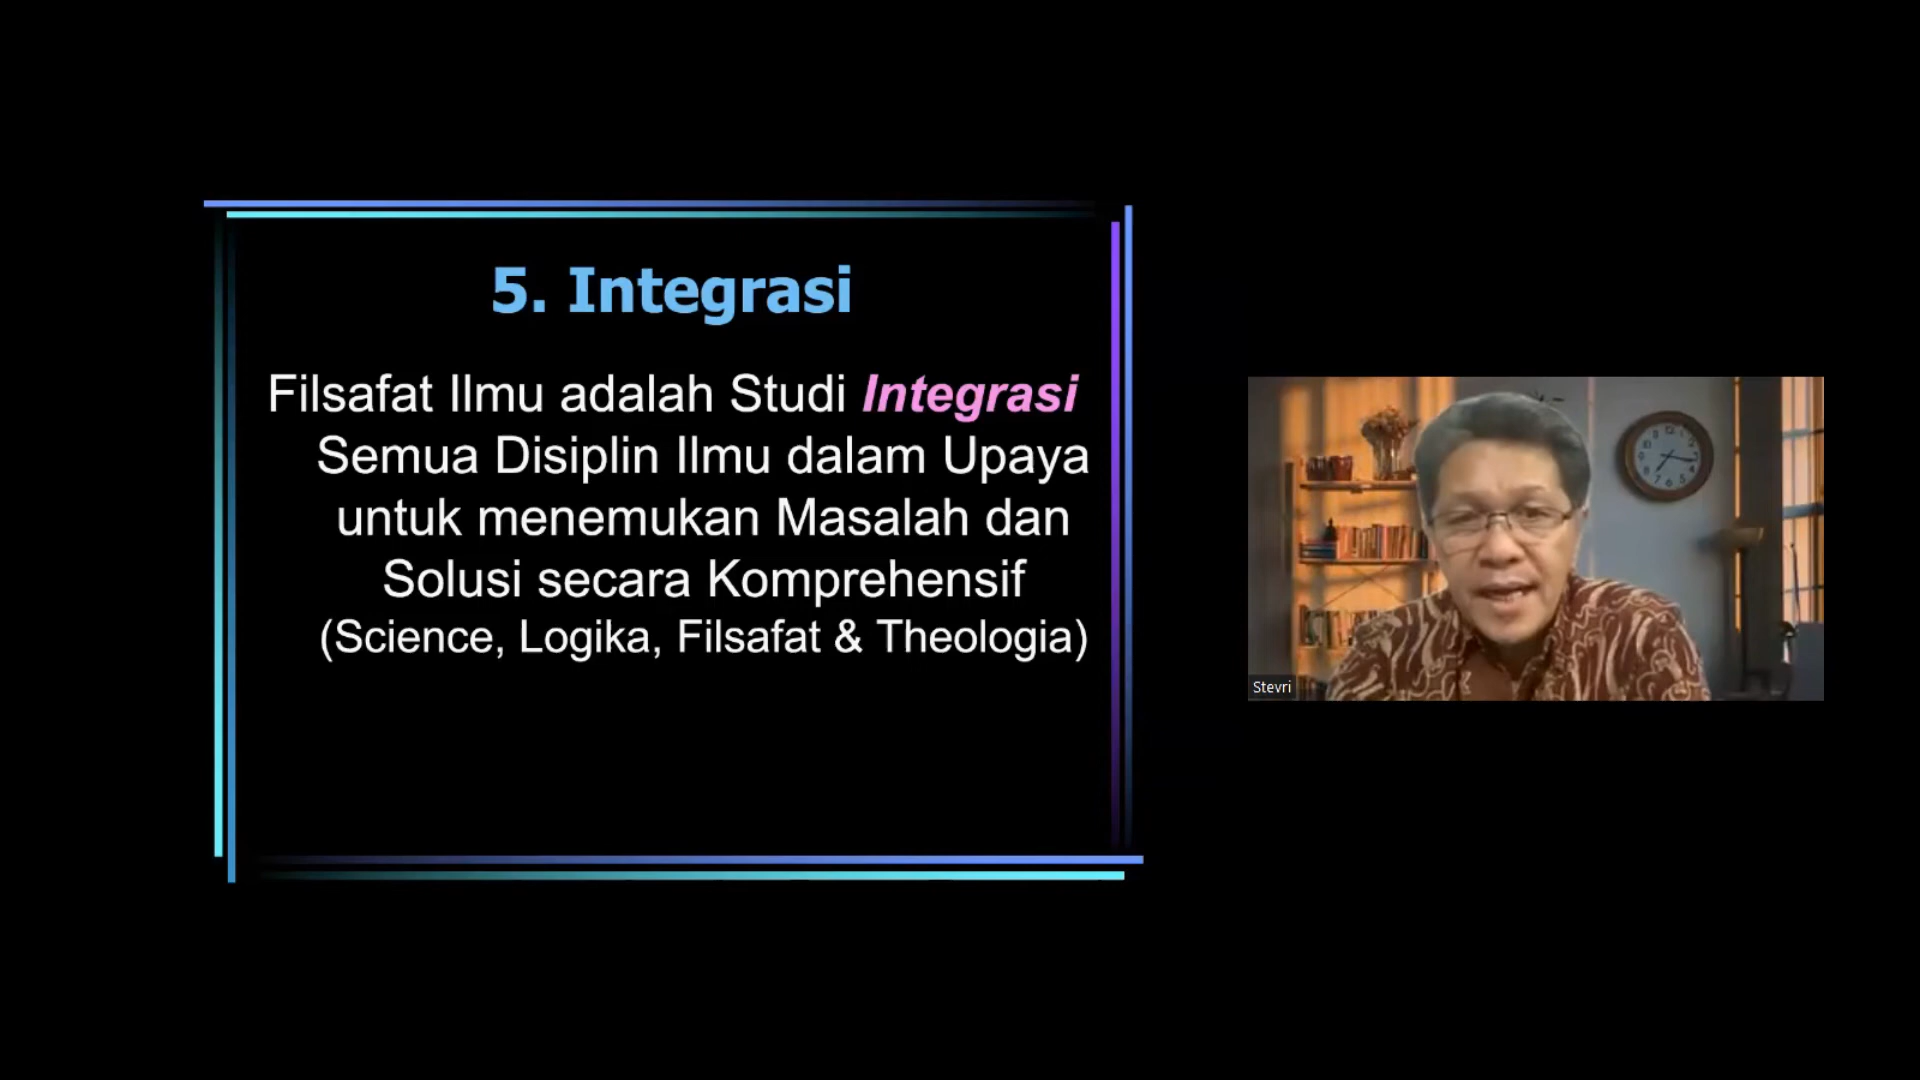 5. Integrasi
Filsafat Ilmu adalah Studi Integrasi
Semua Disiplin Ilmu dalam Upaya
untuk menemukan Masalah dan
Solusi secara Komprehensif
(Science, Logika, Filsafat & Theologia)
Stevri